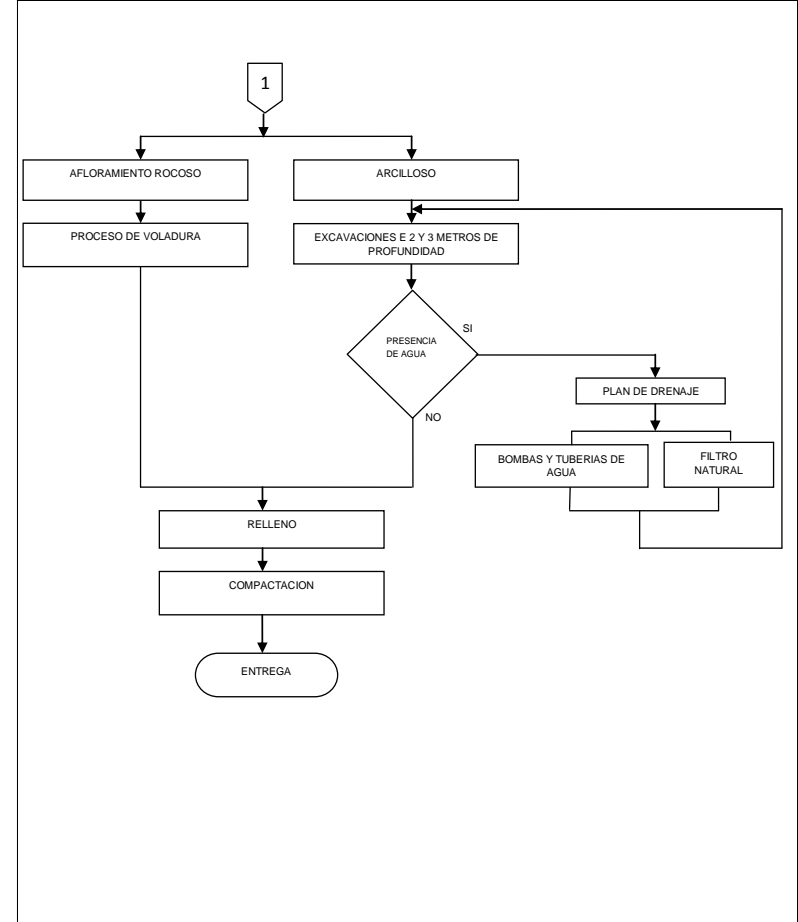 1
AFLORAMIENTO ROCOSO
ARCILLOSO
PROCESO DE VOLADURA
EXCAVACIONES E 2 Y 3 METROS DE
PROFUNDIDAD
PRESENCIA
DE AGUA
SI
NO
PLAN DE DRENAJE
BOMBAS Y TUBERIAS DE
AGUA
FILTRO
NATURAL
RELLENO
COMPACTACION
ENTREGA